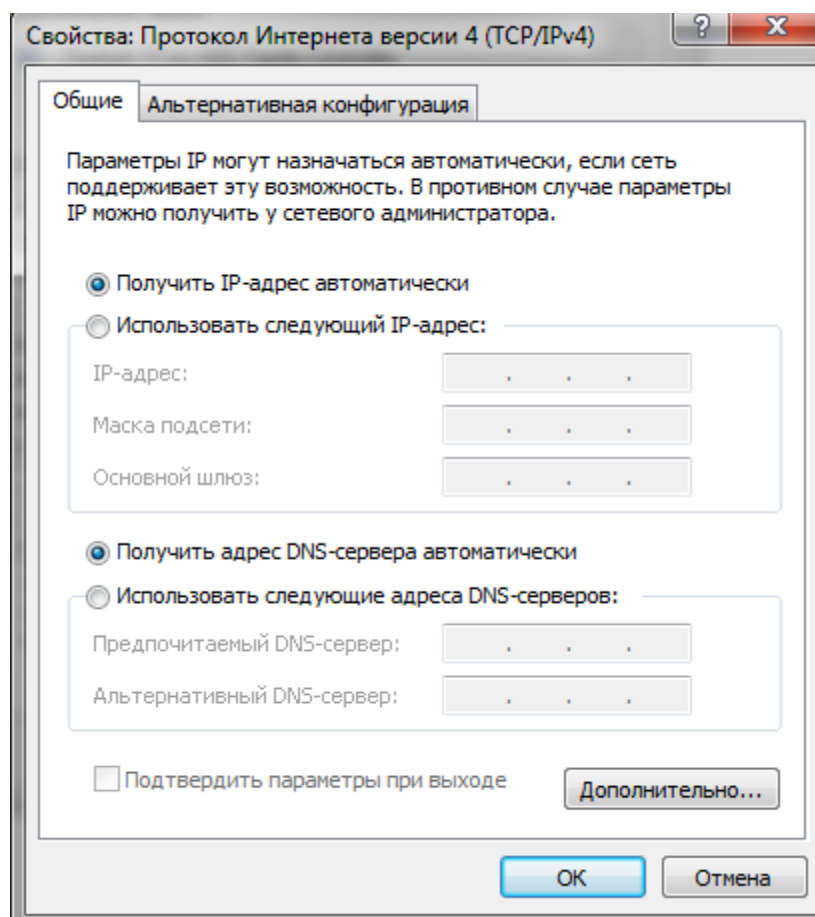 Свойства: Протокол Интернета версии 4 (TCP/IPv4)
?
Общие
Альтернативная конфигурация
Параметры IP могут назначаться автоматически, если сеть
поддерживает эту возможность. В противном случае параметры
IP можно получить у сетевого администратора.
Получить IP-адрес автоматически
Использовать следующий IP-адрес:
IP-адрес:
. . .
Маска подсети:
. . .
Основной шлюз:
. . .
Получить адрес DNS-сервера автоматически
Использовать следующие адреса DNS-серверов:
Предпочитаемый DNS-сервер:
. . .
Альтернативный DNS-сервер:
. . .
Подтвердить параметры при выходе
Дополнительно...
ОК
Отмена